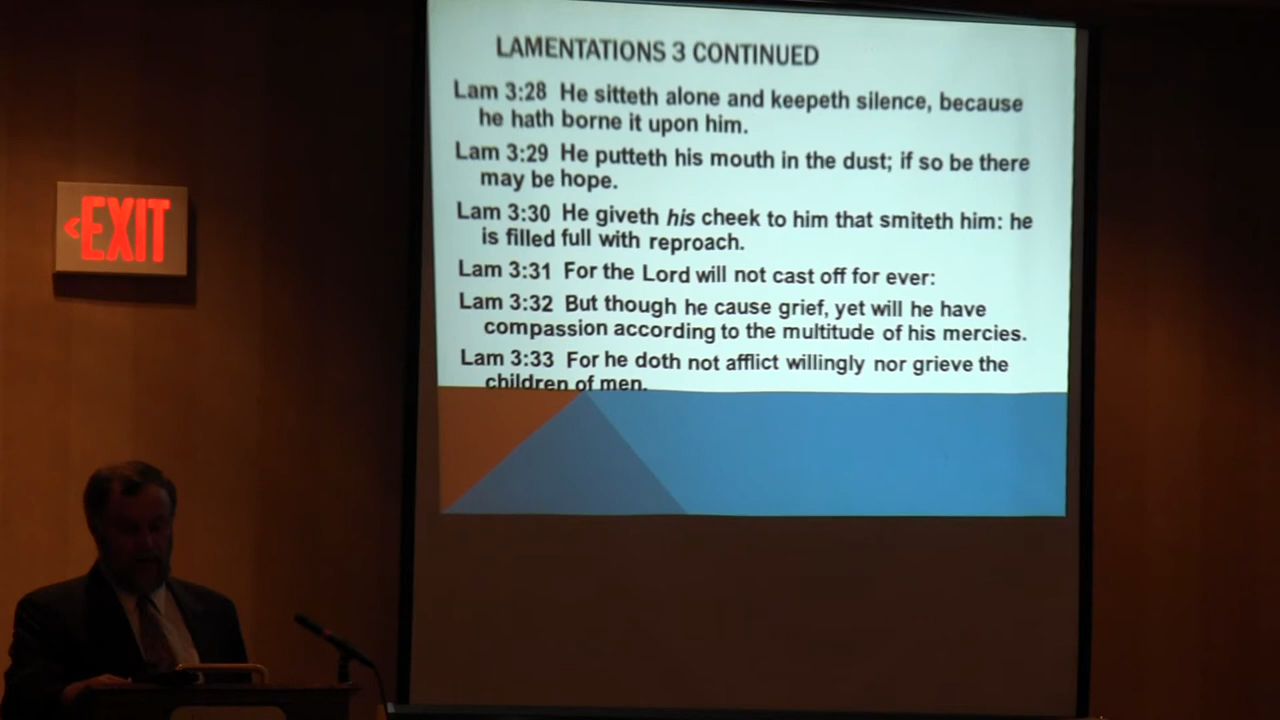 <EXIT
LAMENTATIONS 3 CONTINUED
Lam 3:28 He sitteth alone and keepeth silence, because
he hath borne it upon him.
Lam 3:29 He putteth his mouth in the dust; if so be there
may be hope.
Lam 3:30 He giveth his cheek to him that smiteth him: he
is filled full with reproach.
Lam 3:31 For the Lord will not cast off for ever:
Lam 3:32 But though he cause grief, yet will he have
compassion according to the multitude of his mercies.
Lam 3:33 For he doth not afflict willingly nor grieve the
children of men.